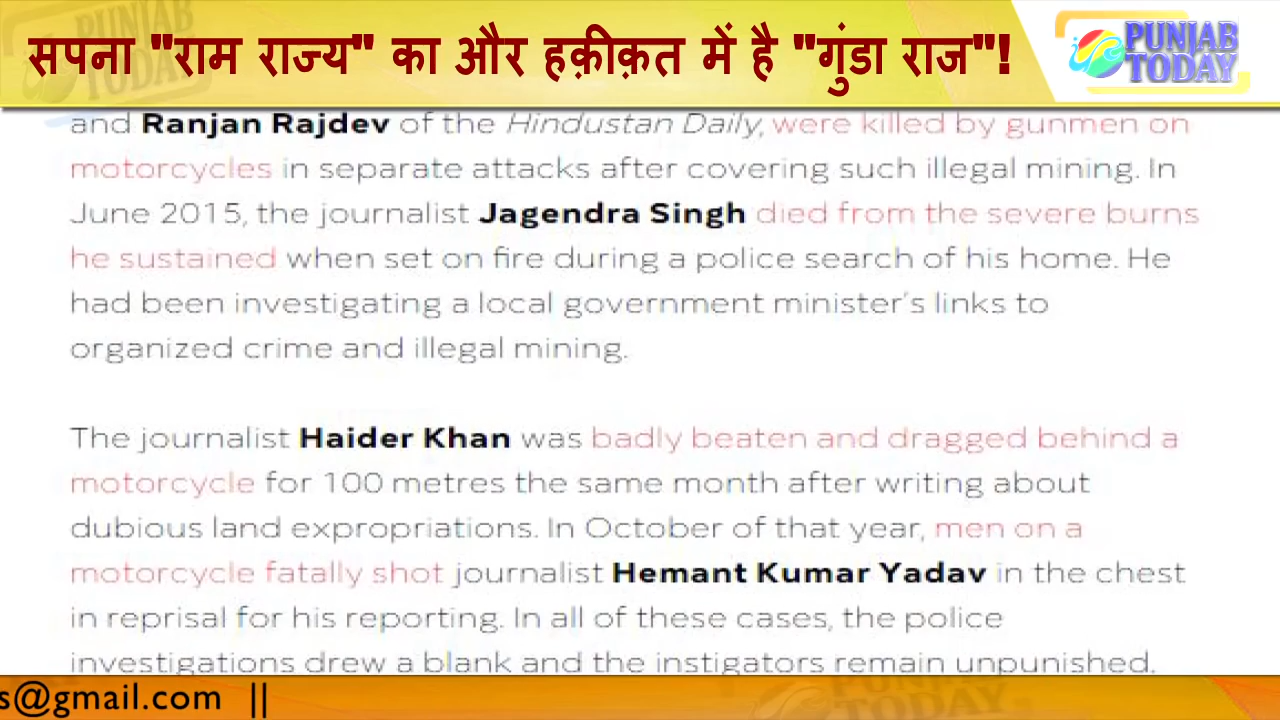 सपना "राम राज्य" का और हक़ीक़त में है "गुंडा राज"!
PUNJAB
TODAY
and Ranjan Rajdev of the Hindustan Daily, were killed by gunmen on
motorcycles in separate attacks after covering such illegal mining. In
June 2015, the journalist Jagendra Singh died from the severe burns
he sustained when set on fire during a police search of his home. He
had been investigating a local government minister's links to
organized crime and illegal mining.
The journalist Haider Khan was badly beaten and dragged behind a
motorcycle for 100 metres the same month after writing about
dubious land expropriations. In October of that year, men on a
motorcycle fatally shot journalist Hemant Kumar Yadav in the chest
in reprisal for his reporting. In all of these cases, the police
investigations drew a blank and the instigators remain unpunished.
s@gmail.com ||